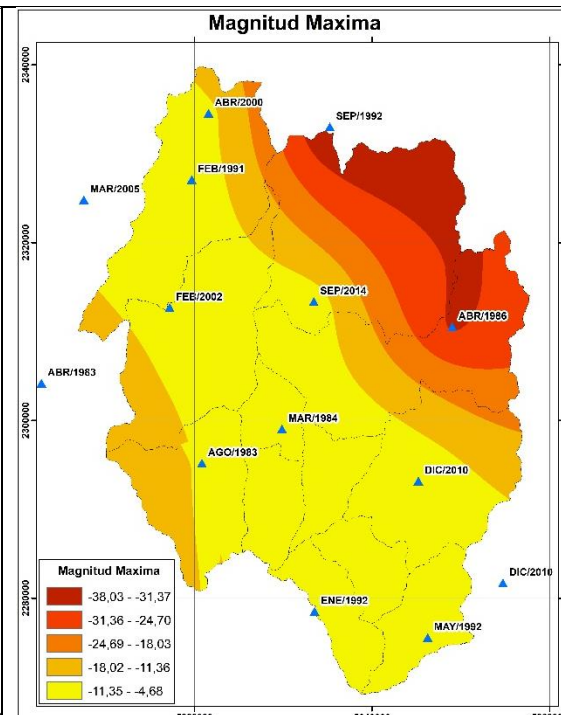 Magnitud Maxima
2340000
ABR/2000
SEP/1992
FEB/1991
MAR/2005
2320000
FEB/2002
SEP/2014
ABR/1986
ABR/1983
2300000
MAR/1984
AGO/1983
DIC/2010
Magnitud Maxima
-38,03 - -31,37
-31,36 - -24,70
-24,69 - -18,03
-18,02 - -11,36
-11,35 - -4,68
2280000
DIC/2010
ENE/1992
MAY/1992